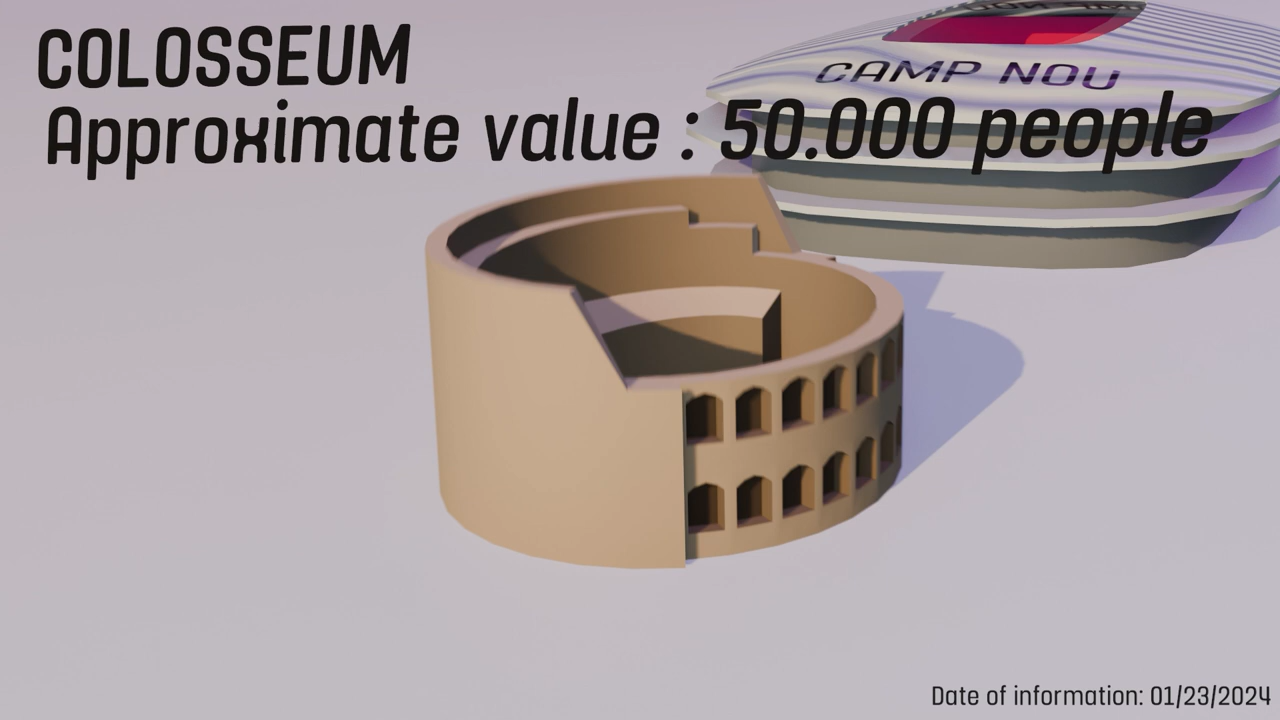 COLOSSEUM
Approximate value : 50.000 people
CAMP NOU
Date of information: 01/23/2024